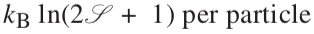 k_B ln(2𝒮 + 1) per particle